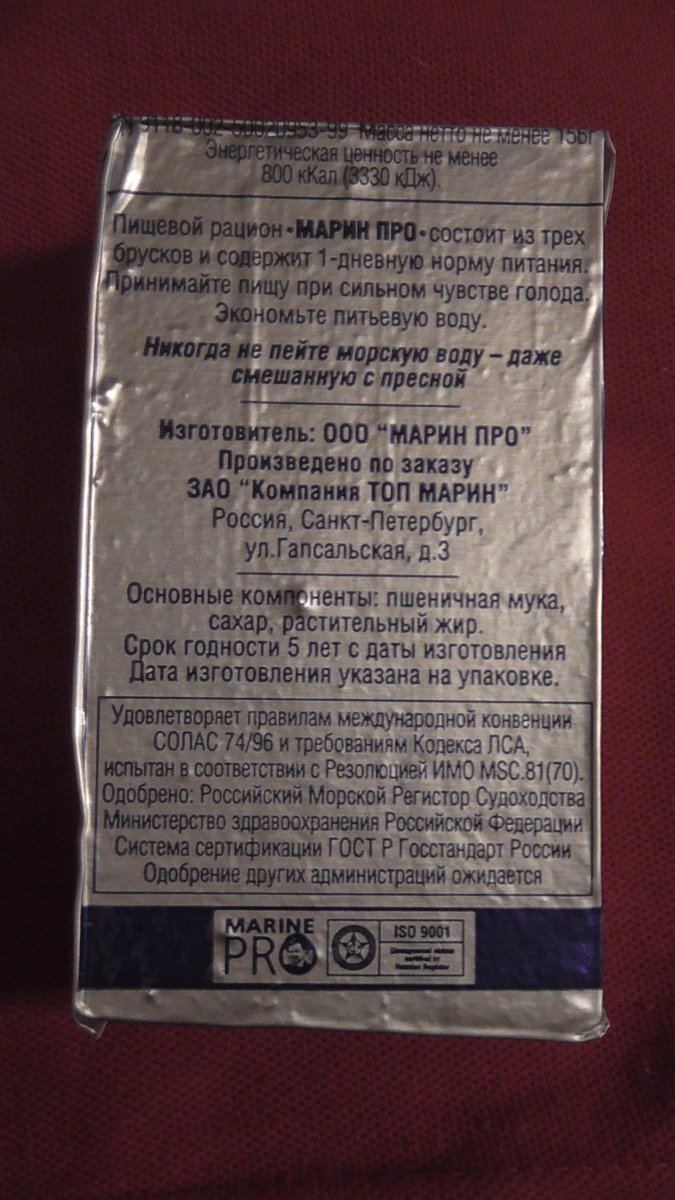 9118-002-50020953-99 Масса нетто не менее 156г
Энергетическая ценность не менее
800 кКал (3330 кДж).
Пищевой рацион•МАРИН ПРО•состоит из трех
брусков и содержит 1-дневную норму питания.
Принимайте пищу при сильном чувстве голода.
Экономьте питьевую воду.
Никогда не пейте морскую воду – даже
смешанную с пресной
Изготовитель: ООО "МАРИН ПРО"
Произведено по заказу
ЗАО "Компания ТОП МАРИН"
Россия, Санкт-Петербург,
ул.Гапсальская, д.3
Основные компоненты: пшеничная мука,
сахар, растительный жир.
Срок годности 5 лет с даты изготовления
Дата изготовления указана на упаковке.
Удовлетворяет правилам международной конвенции
СОЛАС 74/96 и требованиям Кодекса ЛСА,
испытан в соответствии с Резолюцией ИМО MSC.81(70).
Одобрено: Российский Морской Регистор Судоходства
Министерство здравоохранения Российской Федерации
Система сертификации ГОСТ Р Госстандарт России
Одобрение других администраций ожидается
MARINE
PRO
ISO 9001